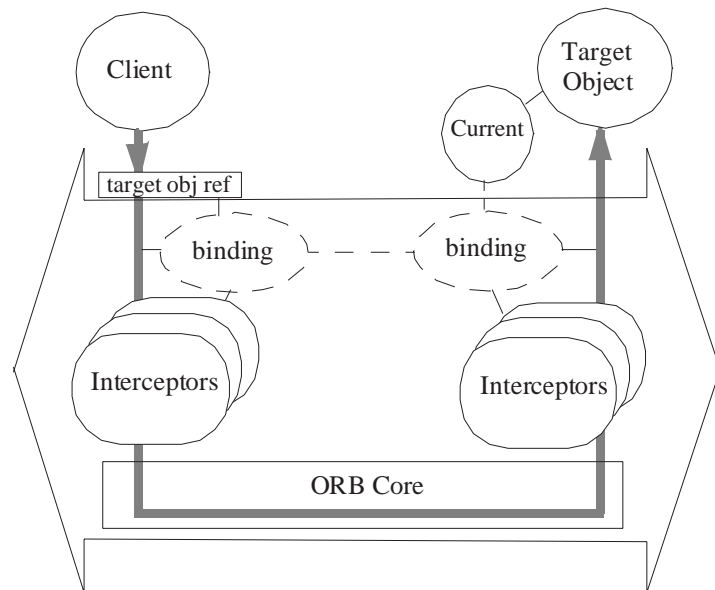 Client
Target
Object
Current
target obj ref
binding
binding
Interceptors
Interceptors
ORB Core